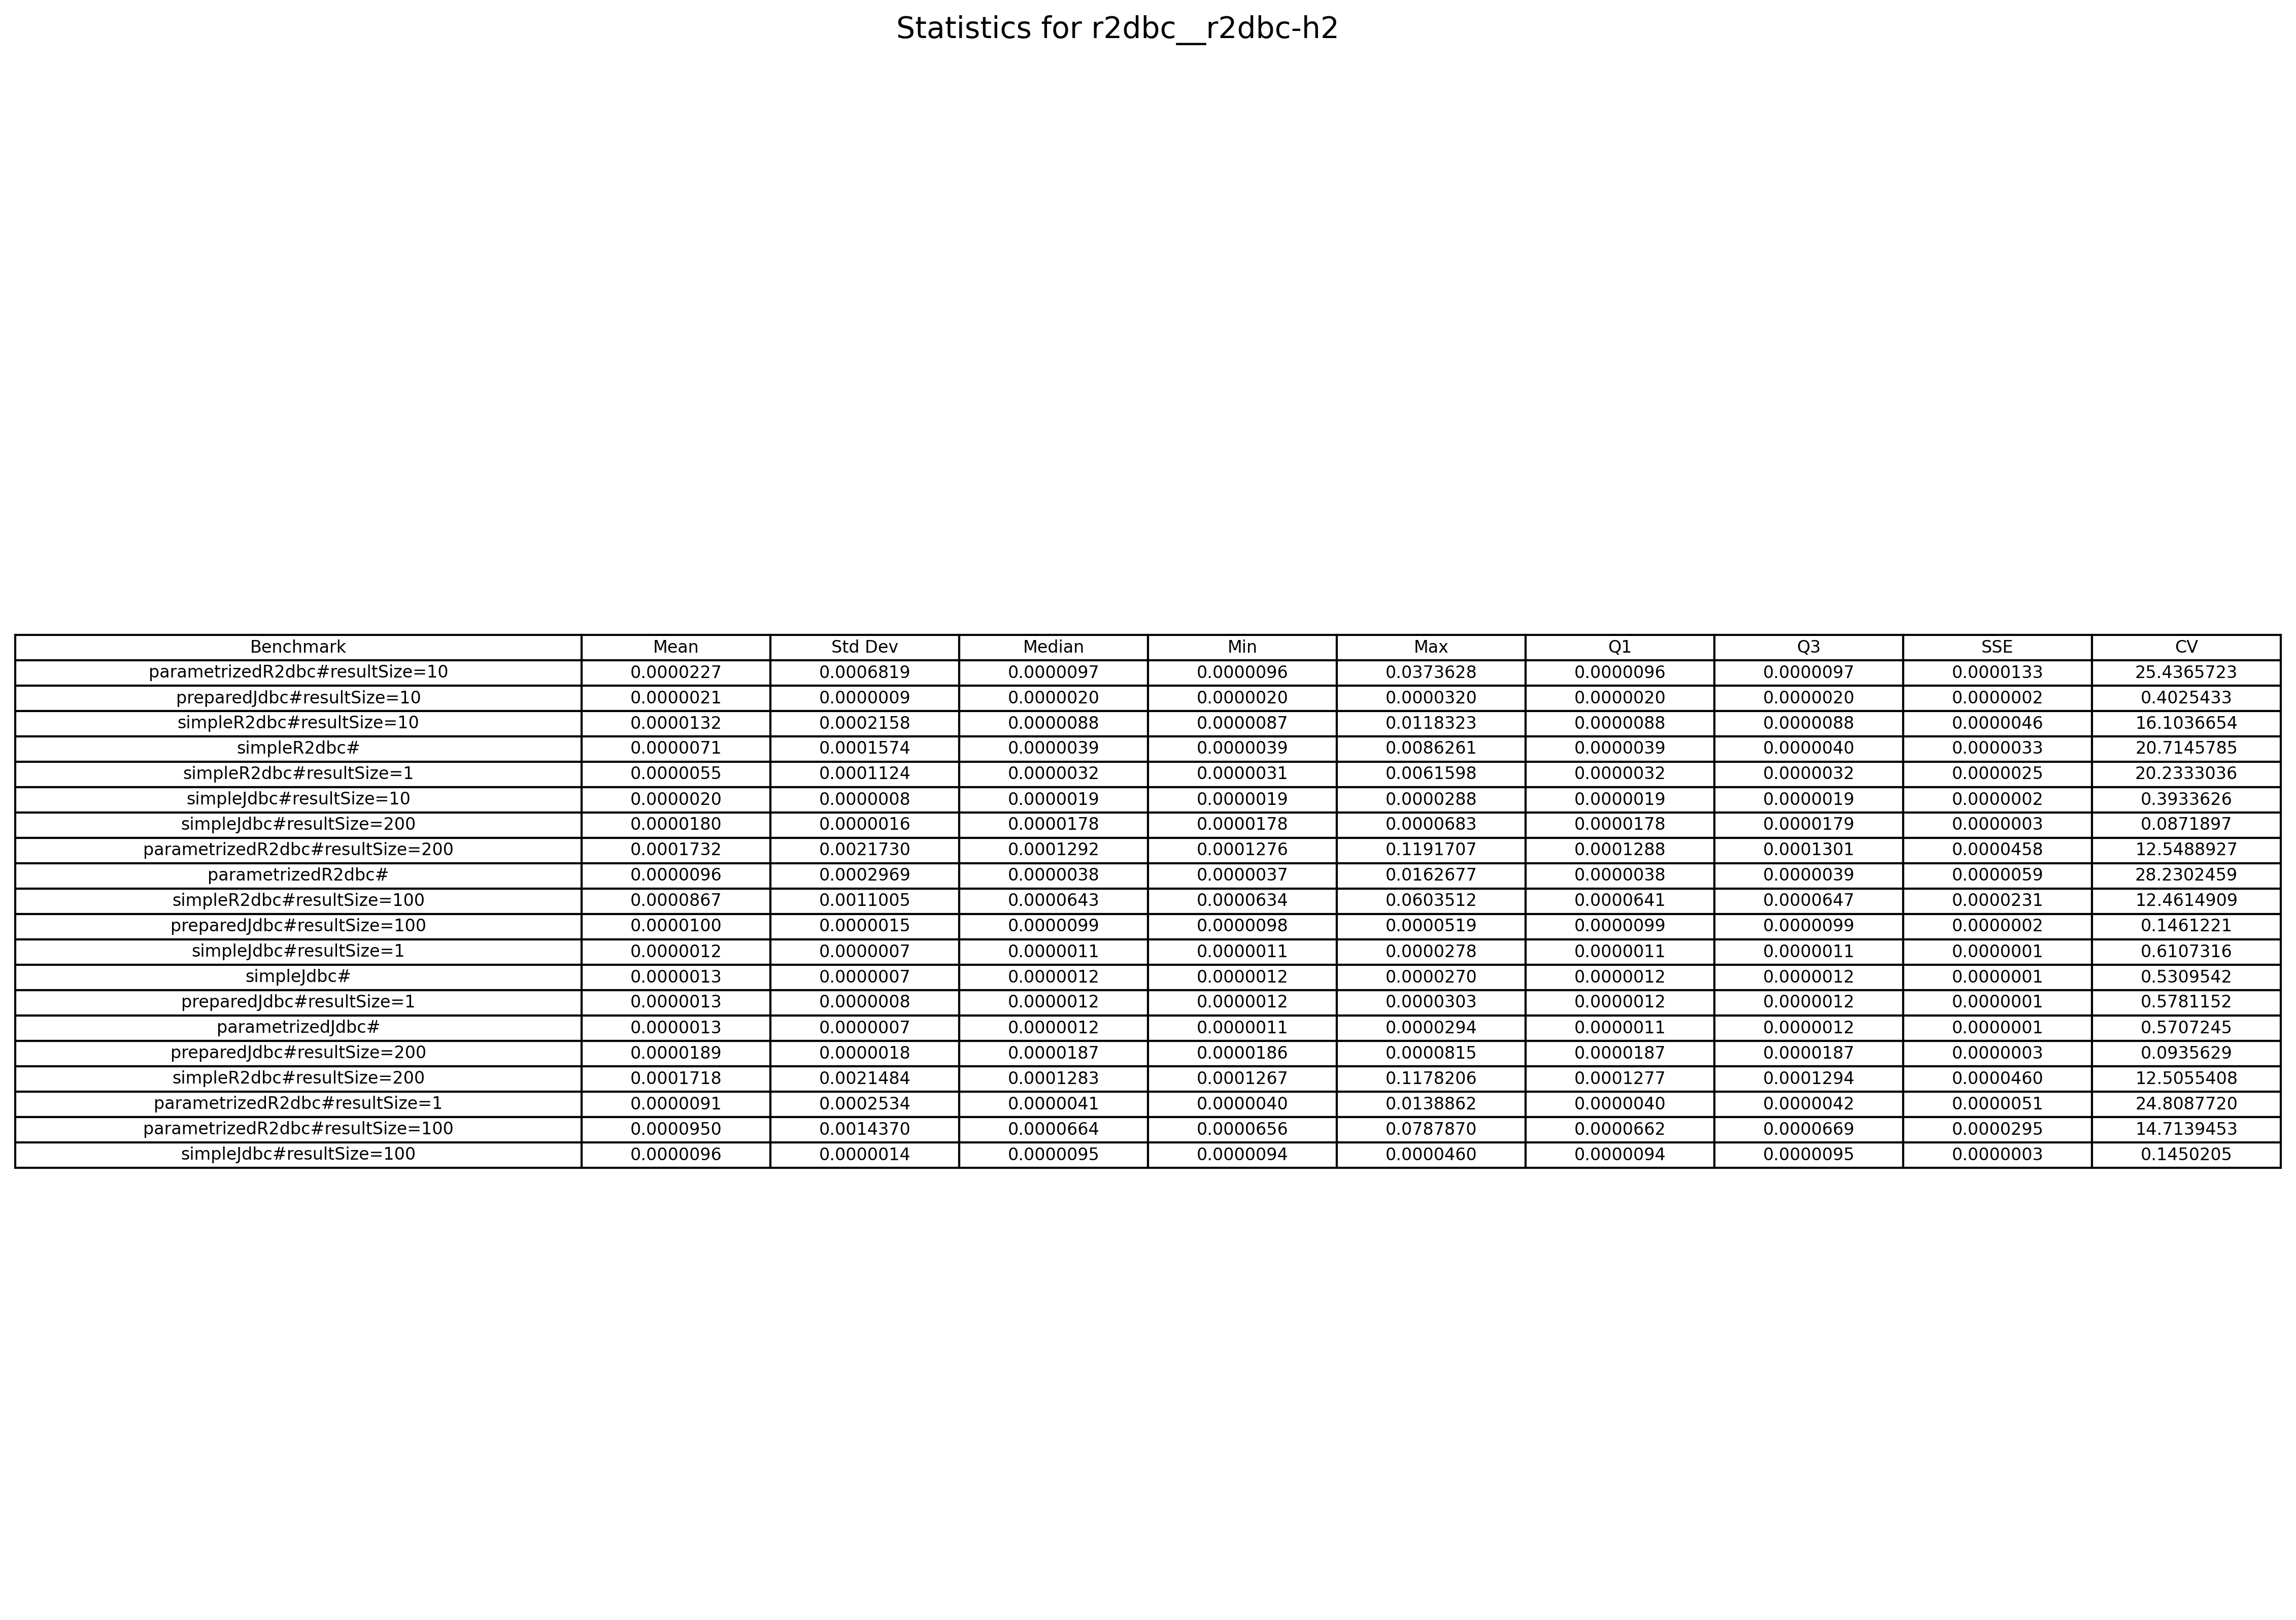 Statistics for r2dbc__r2dbc-h2
Benchmark Mean Std Dev Median Min Max Q1 Q3 SSE CV
parametrizedR2dbc#resultSize=10 0.0000227 0.0006819 0.0000097 0.0000096 0.0373628 0.0000096 0.0000097 0.0000133 25.4365723
preparedJdbc#resultSize=10 0.0000021 0.0000009 0.0000020 0.0000020 0.0000320 0.0000020 0.0000020 0.0000002 0.4025433
simpleR2dbc#resultSize=10 0.0000132 0.0002158 0.0000088 0.0000087 0.0118323 0.0000088 0.0000088 0.0000046 16.1036654
simpleR2dbc# 0.0000071 0.0001574 0.0000039 0.0000039 0.0086261 0.0000039 0.0000040 0.0000033 20.7145785
simpleR2dbc#resultSize=1 0.0000055 0.0001124 0.0000032 0.0000031 0.0061598 0.0000032 0.0000032 0.0000025 20.2333036
simpleJdbc#resultSize=10 0.0000020 0.0000008 0.0000019 0.0000019 0.0000288 0.0000019 0.0000019 0.0000002 0.3933626
simpleJdbc#resultSize=200 0.0000180 0.0000016 0.0000178 0.0000178 0.0000683 0.0000178 0.0000179 0.0000003 0.0871897
parametrizedR2dbc#resultSize=200 0.0001732 0.0021730 0.0001292 0.0001276 0.1191707 0.0001288 0.0001301 0.0000458 12.5488927
parametrizedR2dbc# 0.0000096 0.0002969 0.0000038 0.0000037 0.0162677 0.0000038 0.0000039 0.0000059 28.2302459
simpleR2dbc#resultSize=100 0.0000867 0.0011005 0.0000643 0.0000634 0.0603512 0.0000641 0.0000647 0.0000231 12.4614909
preparedJdbc#resultSize=100 0.0000100 0.0000015 0.0000099 0.0000098 0.0000519 0.0000099 0.0000099 0.0000002 0.1461221
simpleJdbc#resultSize=1 0.0000012 0.0000007 0.0000011 0.0000011 0.0000278 0.0000011 0.0000011 0.0000001 0.6107316
simpleJdbc# 0.0000013 0.0000007 0.0000012 0.0000012 0.0000270 0.0000012 0.0000012 0.0000001 0.5309542
preparedJdbc#resultSize=1 0.0000013 0.0000008 0.0000012 0.0000012 0.0000303 0.0000012 0.0000012 0.0000001 0.5781152
parametrizedJdbc# 0.0000013 0.0000007 0.0000012 0.0000011 0.0000294 0.0000011 0.0000012 0.0000001 0.5707245
preparedJdbc#resultSize=200 0.0000189 0.0000018 0.0000187 0.0000186 0.0000815 0.0000187 0.0000187 0.0000003 0.0935629
simpleR2dbc#resultSize=200 0.0001718 0.0021484 0.0001283 0.0001267 0.1178206 0.0001277 0.0001294 0.0000460 12.5055408
parametrizedR2dbc#resultSize=1 0.0000091 0.0002534 0.0000041 0.0000040 0.0138862 0.0000040 0.0000042 0.0000051 24.8087720
parametrizedR2dbc#resultSize=100 0.0000950 0.0014370 0.0000664 0.0000656 0.0787870 0.0000662 0.0000669 0.0000295 14.7139453
simpleJdbc#resultSize=100 0.0000096 0.0000014 0.0000095 0.0000094 0.0000460 0.0000094 0.0000095 0.0000003 0.1450205